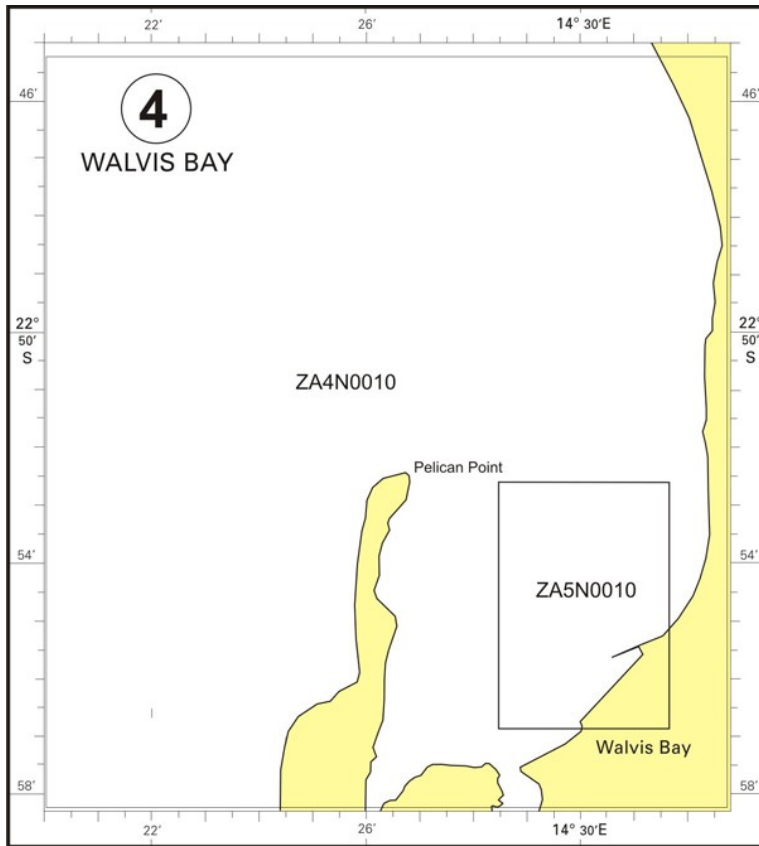 22′ 26′ 14° 30′E
46′ 46′
4
WALVIS BAY
22° 22°
50′ 50′
S S
ZA4N0010
Pelican Point
54′ 54′
ZA5N0010
Walvis Bay
58′ 58′
22′ 26′ 14° 30′E